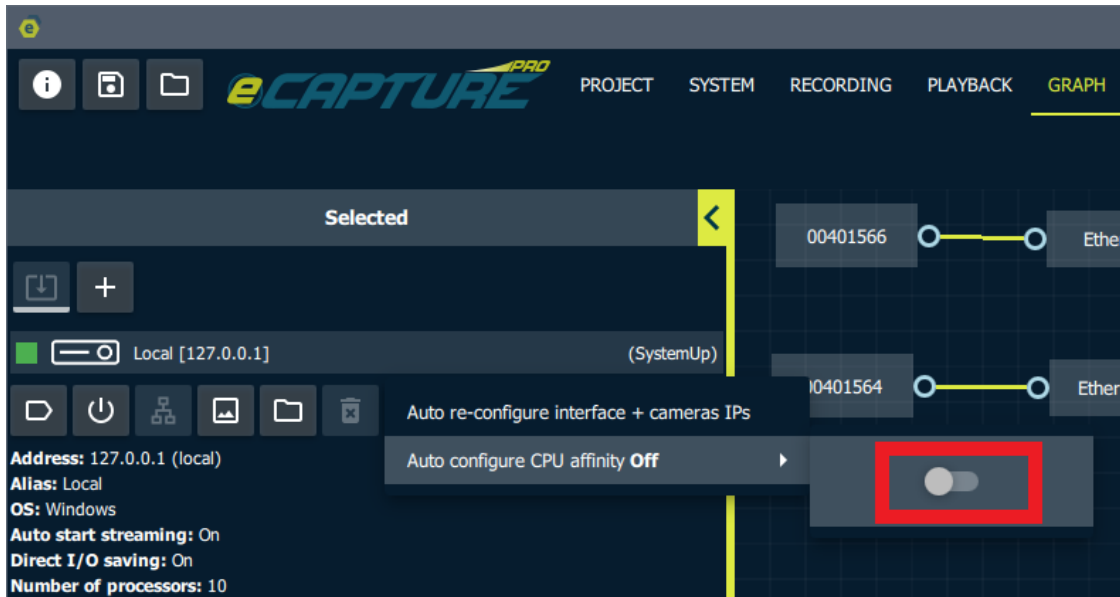 e
eCAPTURE PRO
PROJECT SYSTEM RECORDING PLAYBACK GRAPH
Selected
00401566
Ethe
Local [127.0.0.1] (SystemUp)
00401564
Ether
Auto re-configure interface + cameras IPs
Auto configure CPU affinity Off
Address: 127.0.0.1 (local)
Alias: Local
OS: Windows
Auto start streaming: On
Direct I/O saving: On
Number of processors: 10